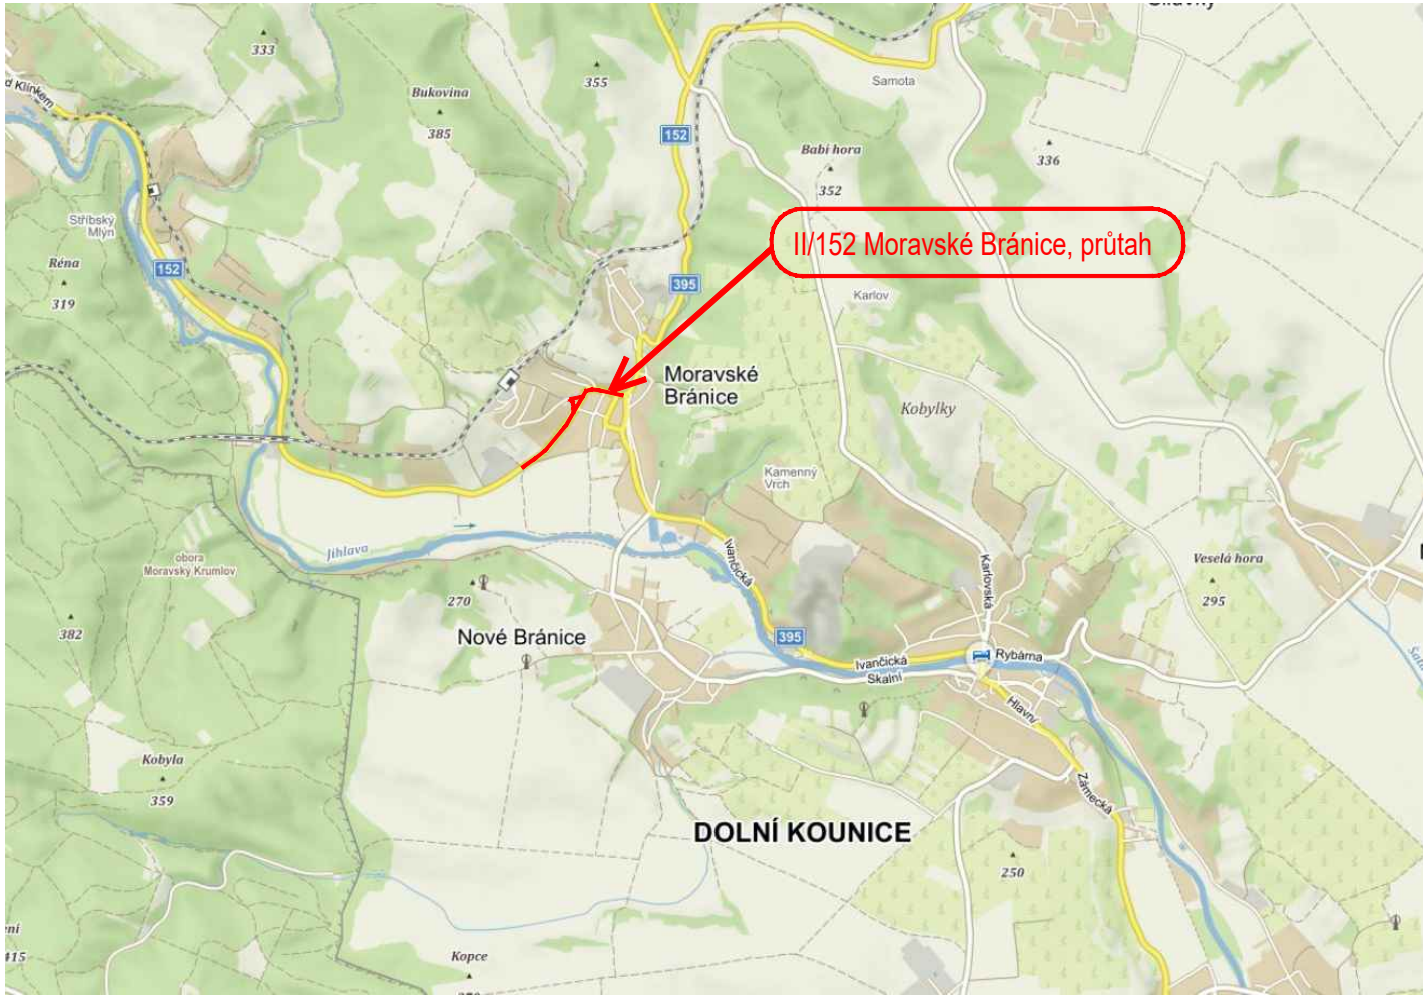 333
355
Samota
d Klínkem
Bukovina
385
152
Babí hora
352
336
Stříbský
Mlýn
II/152 Moravské Bránice, průtah
Réna
319
152
395
Karlov
Moravské
Bránice
Kobylky
Kamenný
Vrch
Jihlava
Ivančická
obora
Moravský Krumlov
Karlovská
Veselá hora
295
270
382
Nové Bránice
395
Ivančická
Skalní
Rybárna
Hlavní
Kobyla
359
Zámecká
DOLNÍ KOUNICE
250
ení
415
Kopce